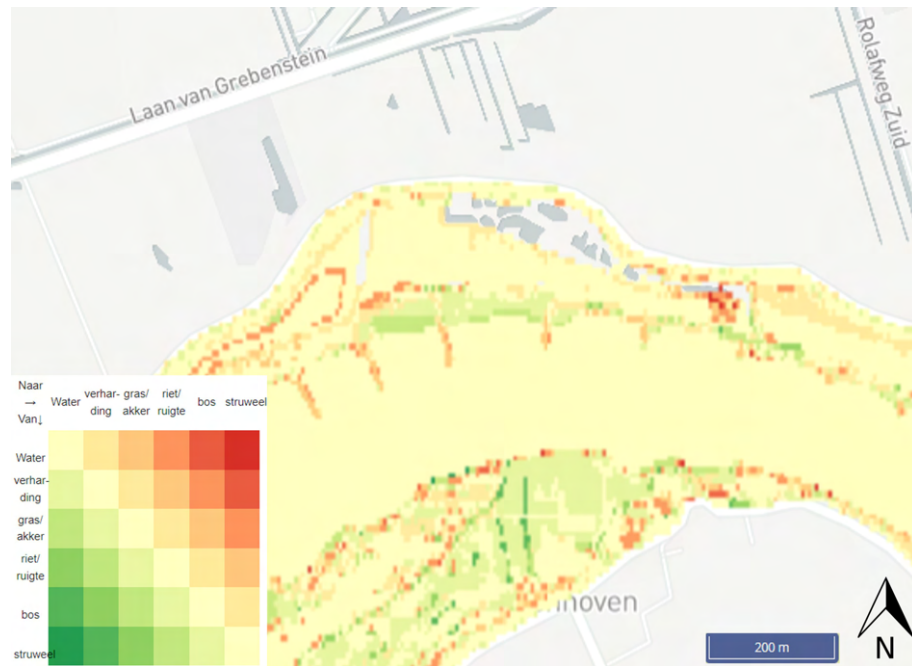 Laan van Grebenstein
Rolafweg Zuid
Naar
→
Van↓
Water
verhar-
ding
gras/
akker
riet/
ruigte
bos
struweel
Water
verhar-
ding
gras/
akker
riet/
ruigte
bos
struweel
hoven
200 m
N